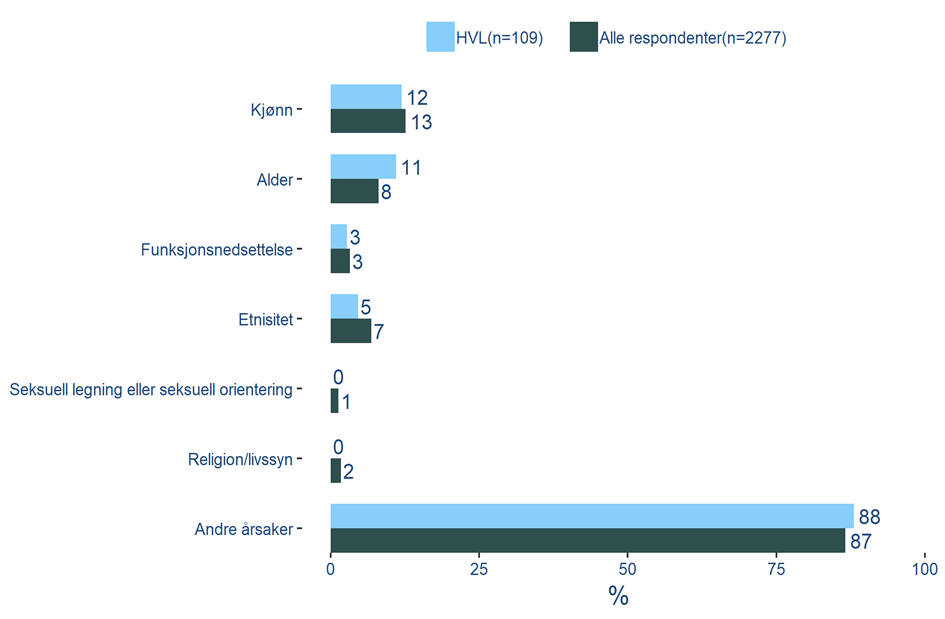 HVL(n=109) Alle respondenter(n=2277)
Kjønn 12
13
Alder 11
8
Funksjonsnedsettelse 3
3
Etnisitet 5
7
Seksuell legning eller seksuell orientering 0
1
Religion/livssyn 0
2
Andre årsaker 88
87
0 25 50 75 100
%